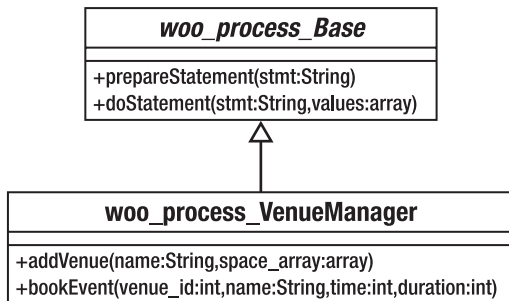 woo_process_Base
+prepareStatement(stmt:String)
+doStatement(stmt:String,values:array)
woo_process_VenueManager
+addVenue(name:String,space_array:array)
+bookEvent(venue_id:int,name:String,time:int,duration:int)